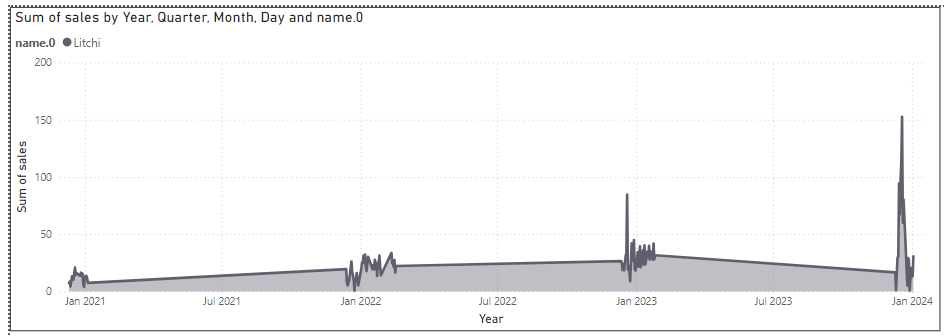 Sum of sales by Year, Quarter, Month, Day and name.0
name.0 Litchi
200
150
100
50
0
Sum of sales
Jan 2021 Jul 2021 Jan 2022 Jul 2022 Jan 2023 Jul 2023 Jan 2024
Year